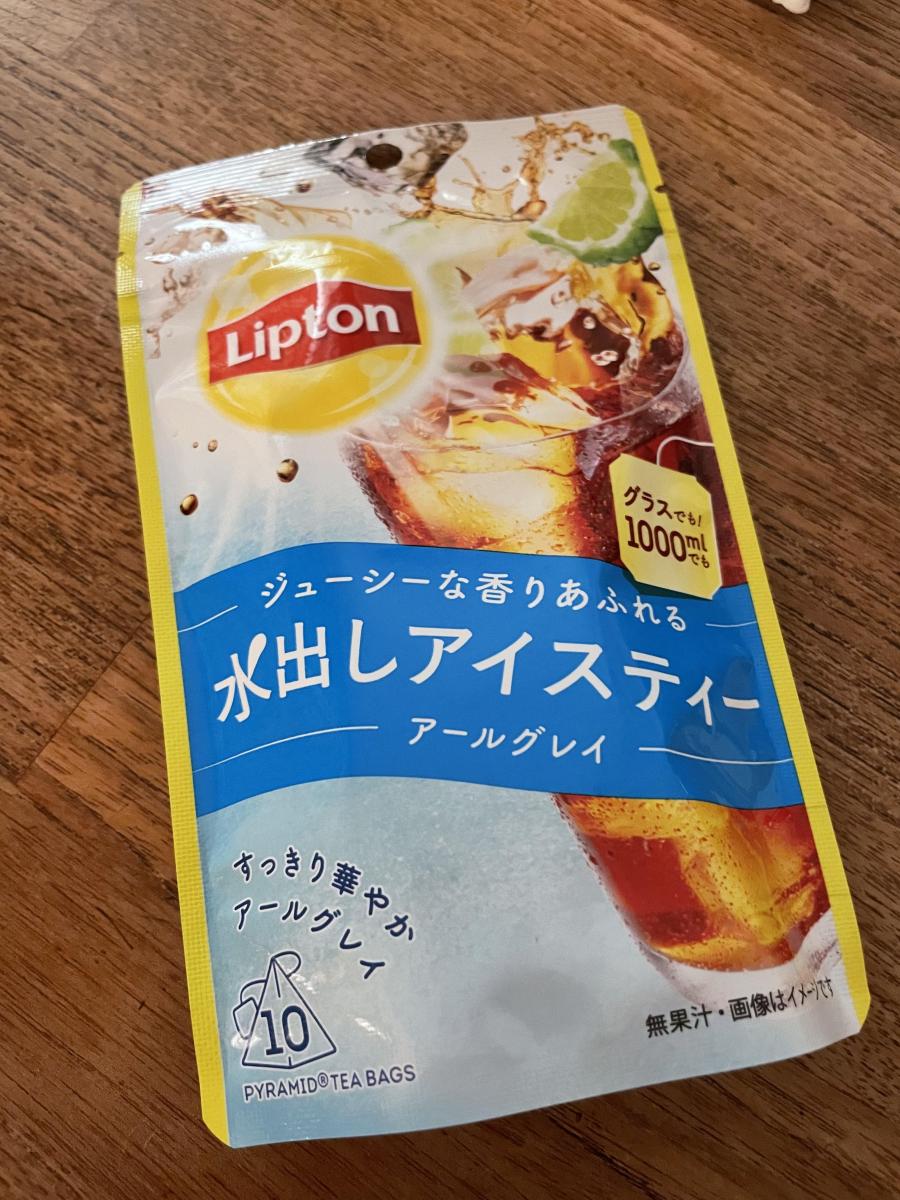 Lipton
グラスでも!
1000mlでも
ジューシーな香りあふれる
水出しアイスティー
アールグレイ
すっきり華やか
アールグレイ
10
PYRAMID® TEA BAGS
無果汁・画像はイメージです